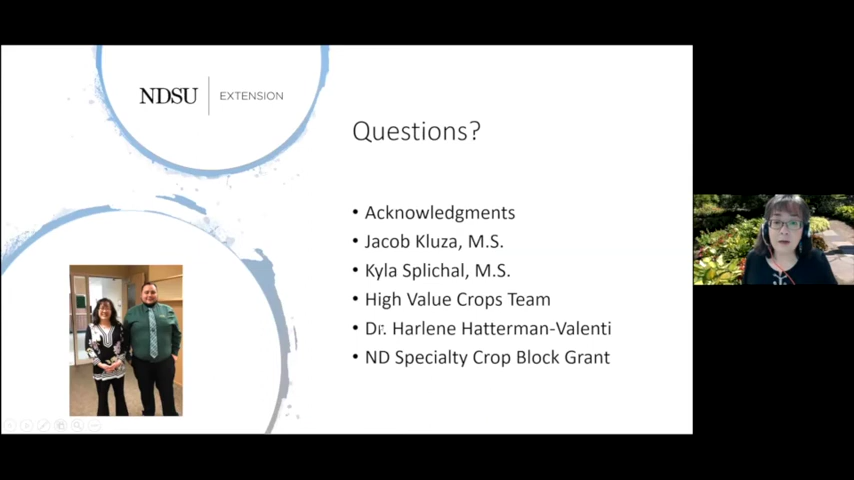 NDSU EXTENSION
Questions?
• Acknowledgments
• Jacob Kluza, M.S.
• Kyla Splichal, M.S.
• High Value Crops Team
• Dr. Harlene Hatterman-Valenti
• ND Specialty Crop Block Grant